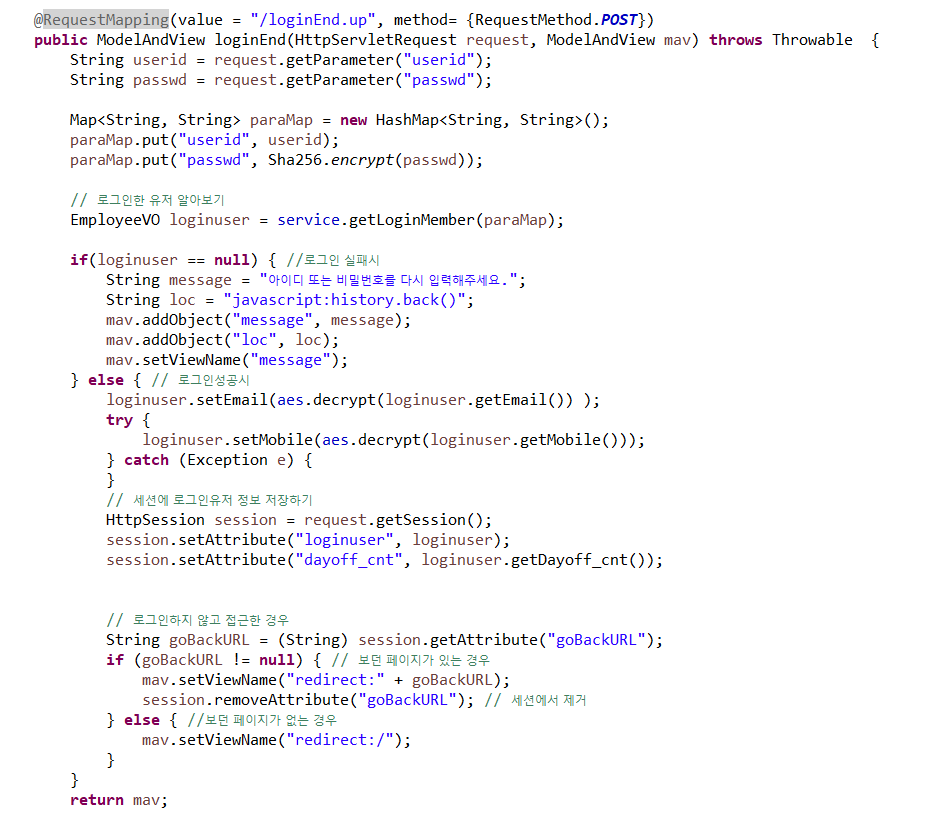 @RequestMapping(value = "/loginEnd.up", method= {RequestMethod.POST})
public ModelAndView loginEnd(HttpServletRequest request, ModelAndView mav) throws Throwable  {
    String userid = request.getParameter("userid");
    String passwd = request.getParameter("passwd");

    Map<String, String> paraMap = new HashMap<String, String>();
    paraMap.put("userid", userid);
    paraMap.put("passwd", Sha256.encrypt(passwd));

    // 로그인한 유저 알아보기
    EmployeeVO loginuser = service.getLoginMember(paraMap);

    if(loginuser == null) { //로그인 실패시
        String message = "아이디 또는 비밀번호를 다시 입력해주세요.";
        String loc = "javascript:history.back()";
        mav.addObject("message", message);
        mav.addObject("loc", loc);
        mav.setViewName("message");
    } else { // 로그인성공시
        loginuser.setEmail(aes.decrypt(loginuser.getEmail()) );
        try {
            loginuser.setMobile(aes.decrypt(loginuser.getMobile()));
        } catch (Exception e) {
        }
        // 세션에 로그인유저 정보 저장하기
        HttpSession session = request.getSession();
        session.setAttribute("loginuser", loginuser);
        session.setAttribute("dayoff_cnt", loginuser.getDayoff_cnt());


        // 로그인하지 않고 접근한 경우
        String goBackURL = (String) session.getAttribute("goBackURL");
        if (goBackURL != null) { // 보던 페이지가 있는 경우
            mav.setViewName("redirect:" + goBackURL);
            session.removeAttribute("goBackURL"); // 세션에서 제거
        } else { //보던 페이지가 없는 경우
            mav.setViewName("redirect:/");
        }
    }
    return mav;